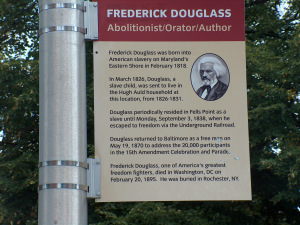 FREDERICK DOUGLASS
Abolitionist/Orator/Author
Frederick Douglass was born into
American slavery on Maryland's
Eastern Shore in February 1818.
In March 1826, Douglass, a
slave child, was sent to live in
the Hugh Auld household at
this location, from 1826-1831.
Douglass periodically resided in Fells Point as a
slave until Monday, September 3, 1838, when he
escaped to freedom via the Underground Railroad.
Douglass returned to Baltimore as a free man on
May 19, 1870 to address the 20,000 participants
in the 15th Amendment Celebration and Parade.
Frederick Douglass, one of America's greatest
freedom fighters, died in Washington, DC on
February 20, 1895. He was buried in Rochester, NY.